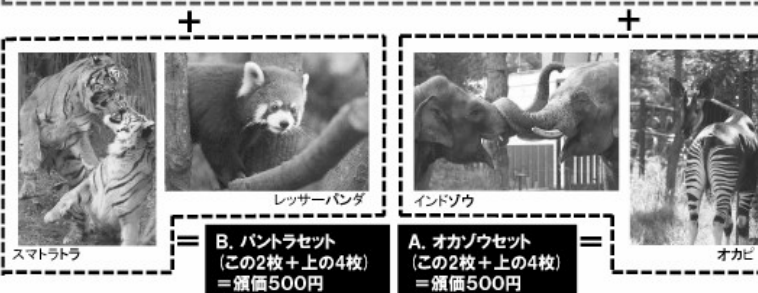 +
+
レッサーパンダ
インドゾウ
スマトラトラ
オカピ
= B. パントラセット
(この2枚+上の4枚)
=頒価500円
A. オカゾウセット =
(この2枚+上の4枚)
=頒価500円